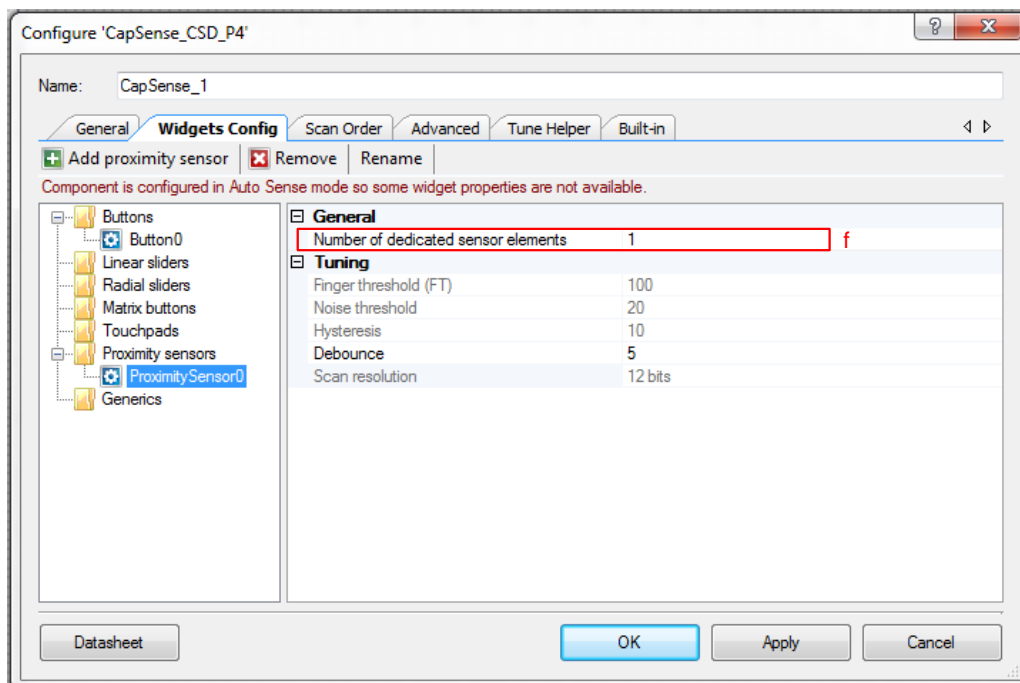 Configure 'CapSense_CSD_P4'
Name: CapSense_1
General Widgets Config Scan Order Advanced Tune Helper Built-in
Add proximity sensor Remove Rename
Component is configured in Auto Sense mode so some widget properties are not available.
Buttons
Button0
Linear sliders
Radial sliders
Matrix buttons
Touchpads
Proximity sensors
ProximitySensor0
Generics
General
Number of dedicated sensor elements 1 f
Tuning
Finger threshold (FT) 100
Noise threshold 20
Hysteresis 10
Debounce 5
Scan resolution 12 bits
Datasheet OK Apply Cancel